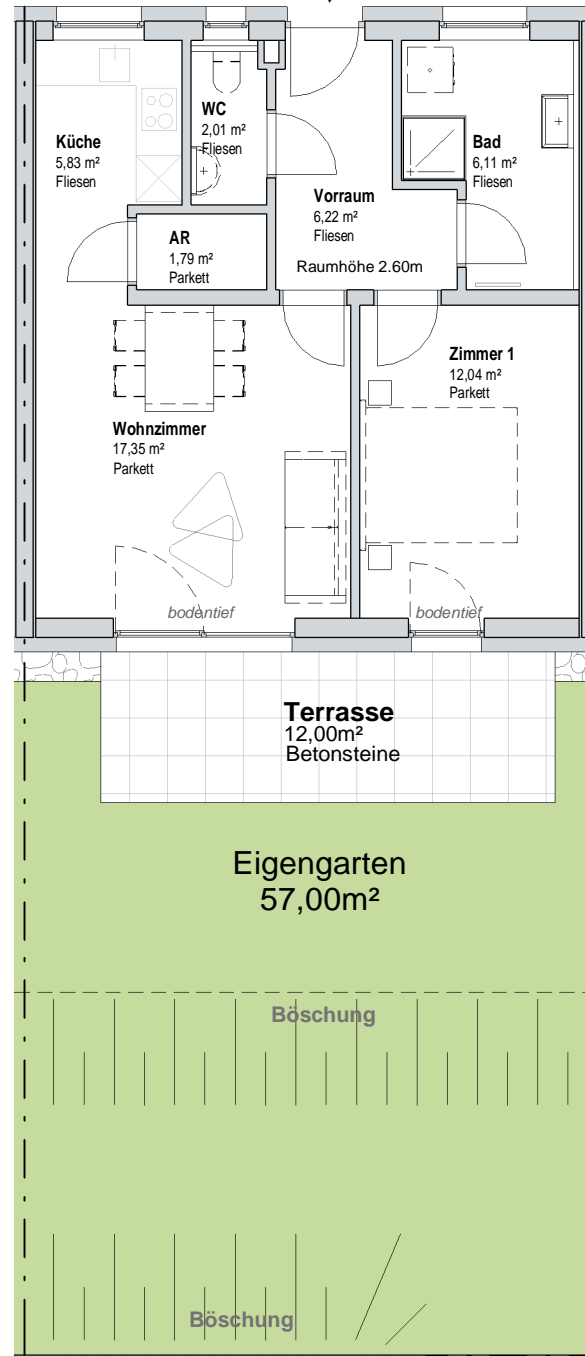 WC
2,01 m²
Fliesen
Küche
5,83 m²
Fliesen
Bad
6,11 m²
Fliesen
Vorraum
6,22 m²
Fliesen
Raumhöhe 2.60m
AR
1,79 m²
Parkett
Zimmer 1
12,04 m²
Parkett
Wohnzimmer
17,35 m²
Parkett
bodentief
bodentief
Terrasse
12,00m²
Betonsteine
Eigengarten
57,00m²
Böschung
Böschung